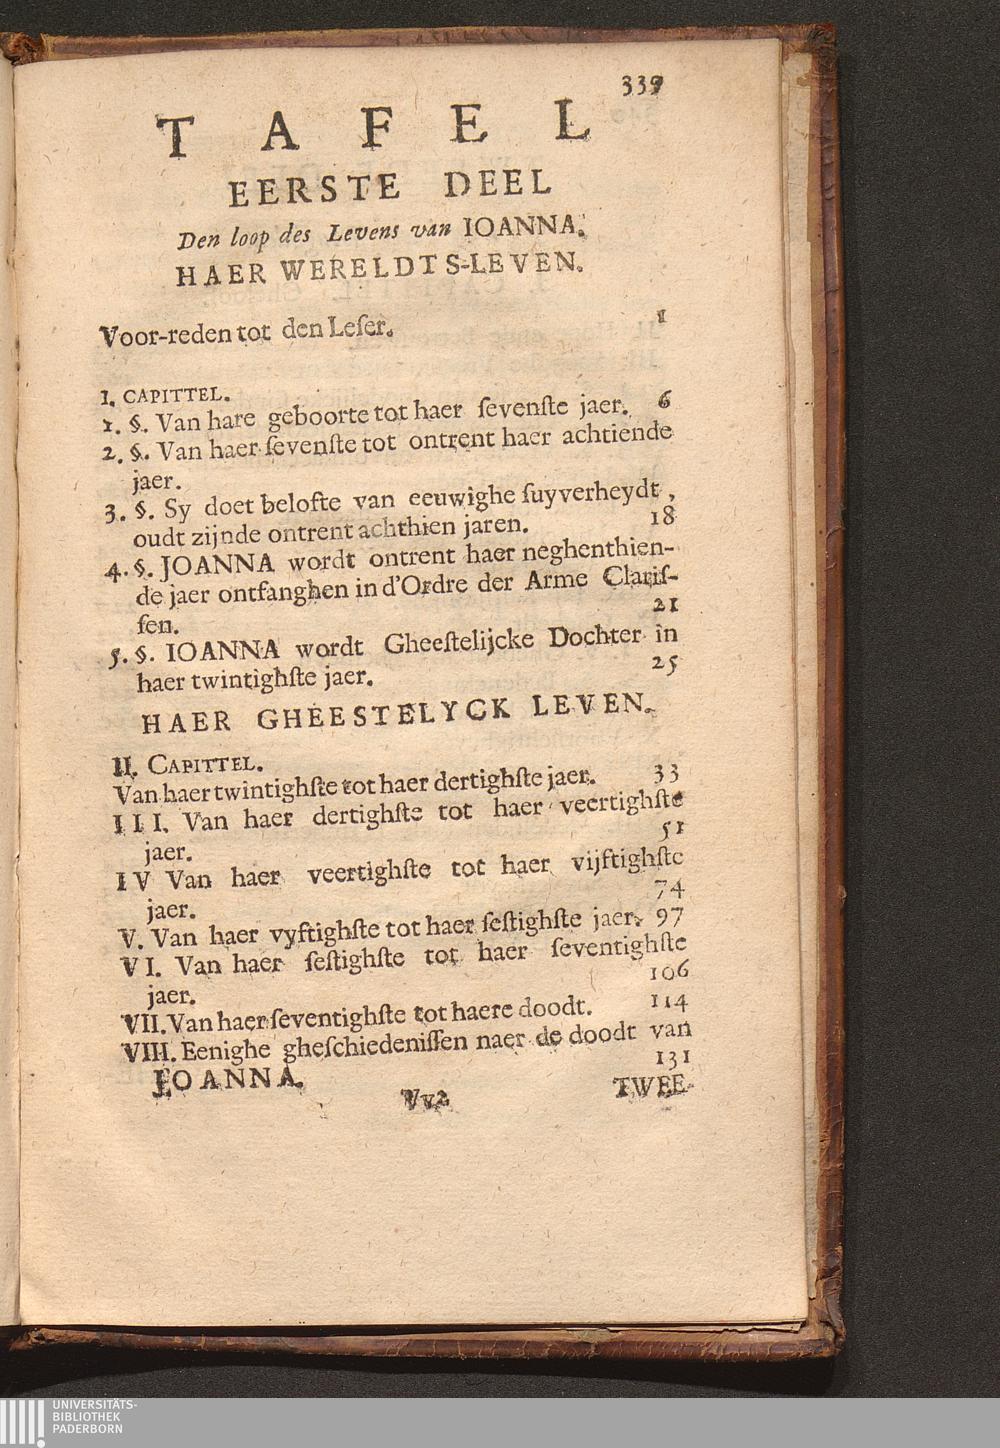 339
TAFEL
EERSTE DEEL
Den loop des Levens van IOANNA.
HAER WERELDTS-LEVEN.
Voor-reden tot den Leſer. 1
I. CAPITTEL.
1. §. Van hare geboorte tot haer ſevenſte jaer. 6
2. §. Van haer ſevenſte tot ontrent haer achtiende
jaer.
3. §. Sy doet belofte van eeuwighe ſuyverheydt,
oudt zijnde ontrent achthien jaren. 18
4. §. JOANNA wordt ontrent haer neghenthien-
de jaer ontfanghen in d'Ordre der Arme Clariſ-
ſen. 21
5. §. IOANNA wordt Gheeſtelijcke Dochter in
haer twintighſte jaer. 25
HAER GHEESTELYCK LEVEN.
II. CAPITTEL.
Van haer twintighſte tot haer dertighſte jaer. 33
III. Van haer dertighſte tot haer veertighſte
jaer. 51
IV Van haer veertighſte tot haer vijftighſte
jaer. 74
V. Van haer vyftighſte tot haer ſeſtighſte jaer. 97
VI. Van haer ſeſtighſte tot haer ſeventighſte
jaer. 106
VII. Van haer ſeventighſte tot haere doodt. 114
VIII. Eenighe gheſchiedeniſſen naer de doodt van
IOANNA. 131
Vv2 TWEE-
UNIVERSITÄTS-
BIBLIOTHEK
PADERBORN